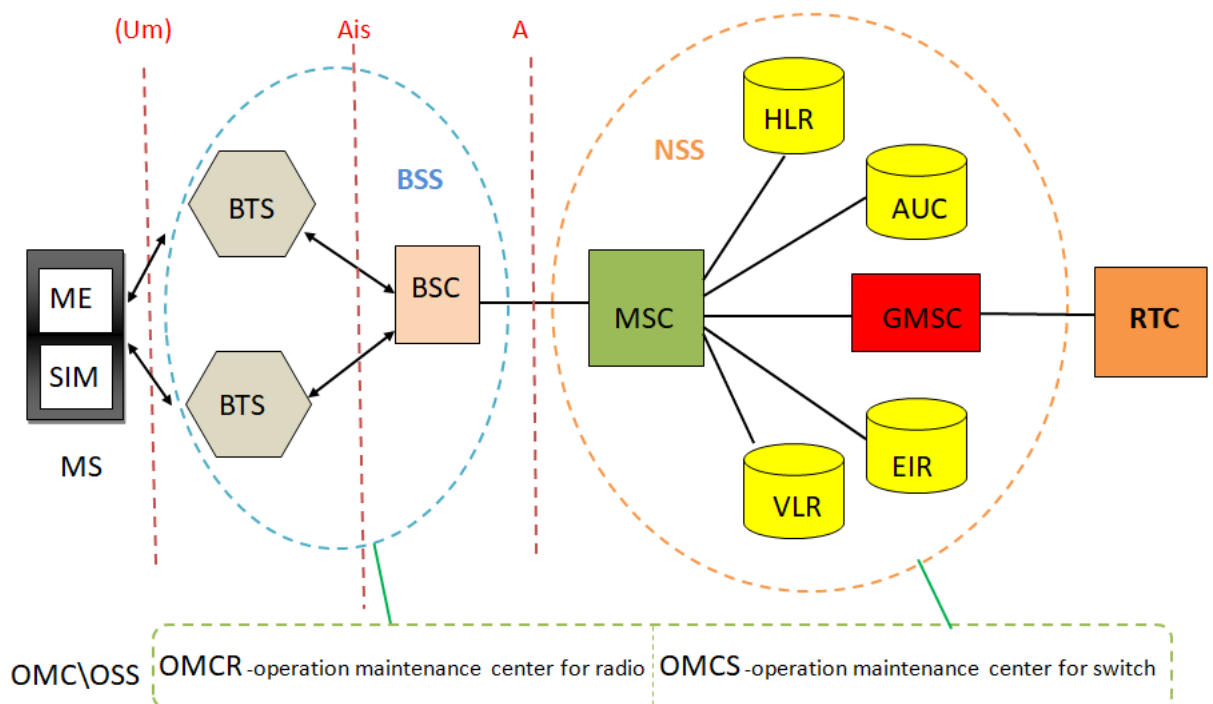 (Um)
Ais
A
HLR
NSS
BTS
BSS
AUC
ME
BSC
MSC
GMSC
RTC
SIM
BTS
MS
EIR
VLR
OMC\OSS
OMCR -operation maintenance center for radio
OMCS -operation maintenance center for switch